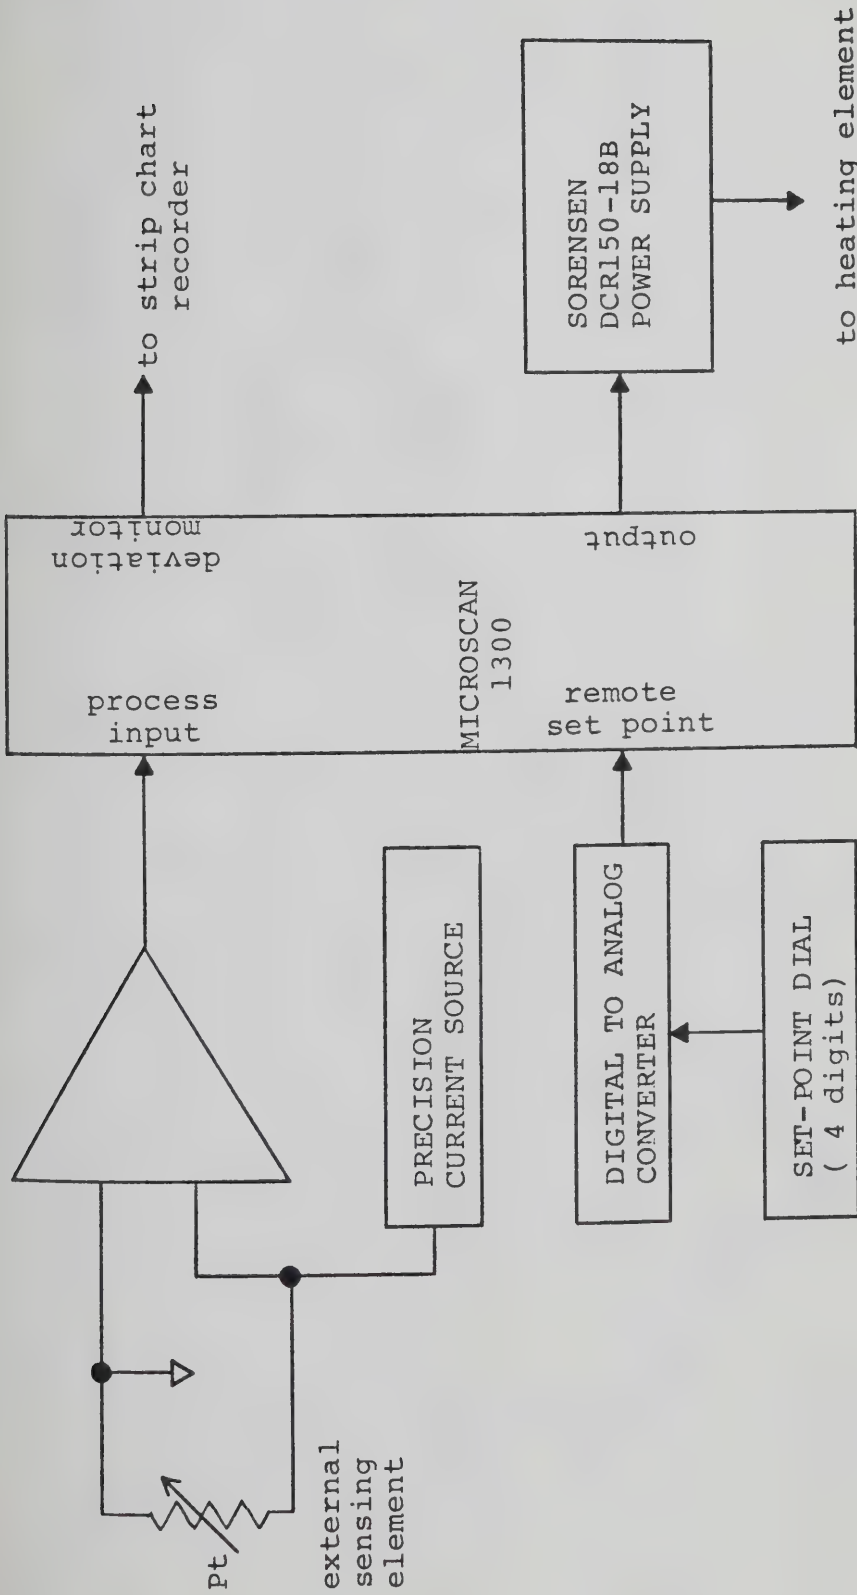 Pt
external
sensing
element
PRECISION
CURRENT SOURCE
DIGITAL TO ANALOG
CONVERTER
SET-POINT DIAL
( 4 digits)
process
input
MICROSCAN
1300
remote
set point
deviation
monitor
output
to strip chart
recorder
SORENSEN
DCR150-18B
POWER SUPPLY
to heating element